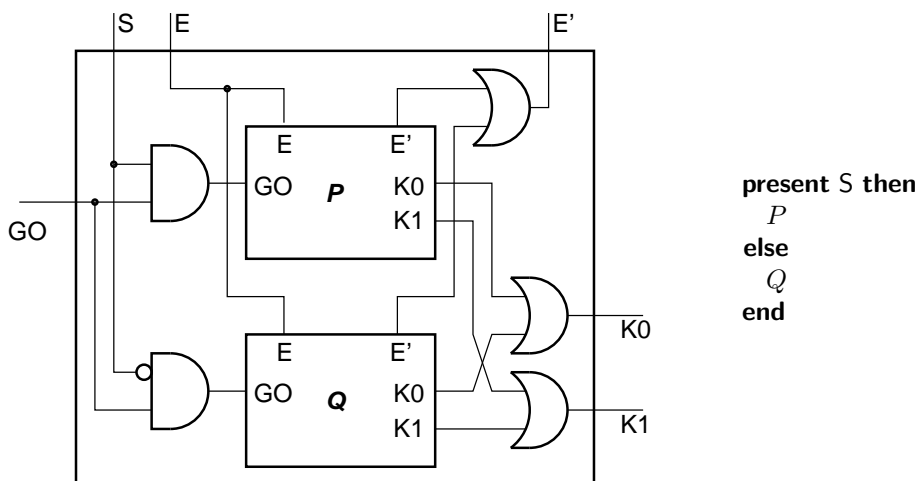 S E E’
E E’
GO P K0
K1
GO
E E’
GO Q K0
K1
K0
K1
present S then
P
else
Q
end